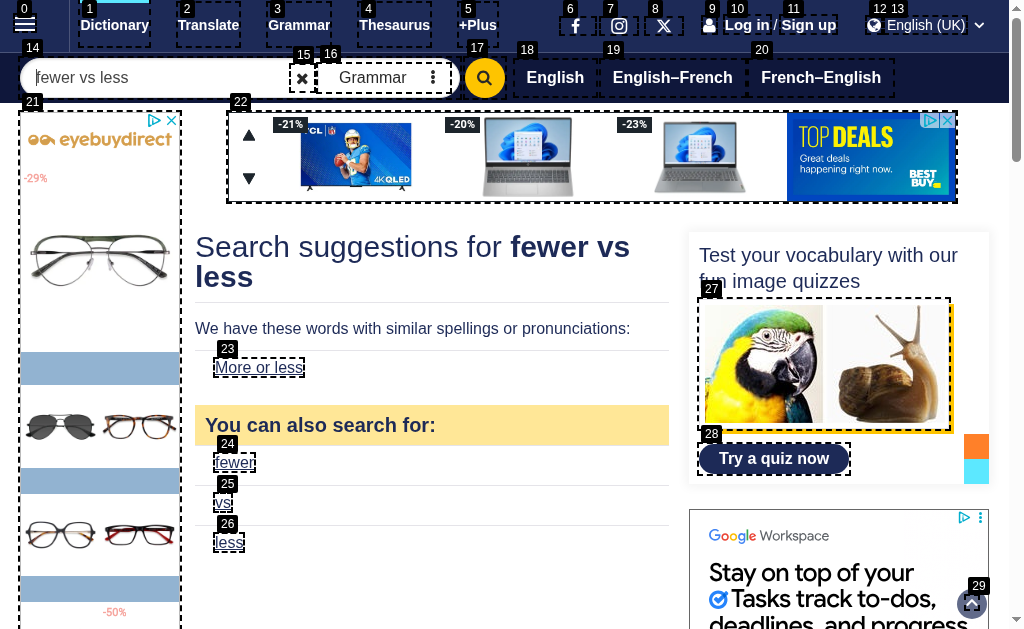 0 1 2 3 4 5 6 7 8 9 10 11 12 13
Dictionary Translate Grammar Thesaurus +Plus Log in / Sign up English (UK)
14 15 16 17 18 19 20
fewer vs less Grammar English English–French French–English
21 22
eyebuydirect
-29%
-21% -20% -23%
TCL NFL
4K QLED
TOP DEALS
Great deals
happening right now.
BEST
BUY
Search suggestions for fewer vs
less
We have these words with similar spellings or pronunciations:
23
More or less
You can also search for:
24
fewer
25
vs
26
less
-50%
Test your vocabulary with our
fun image quizzes
27
28
Try a quiz now
Google Workspace
Stay on top of your
Tasks track to-dos,
deadlines, and progress
29